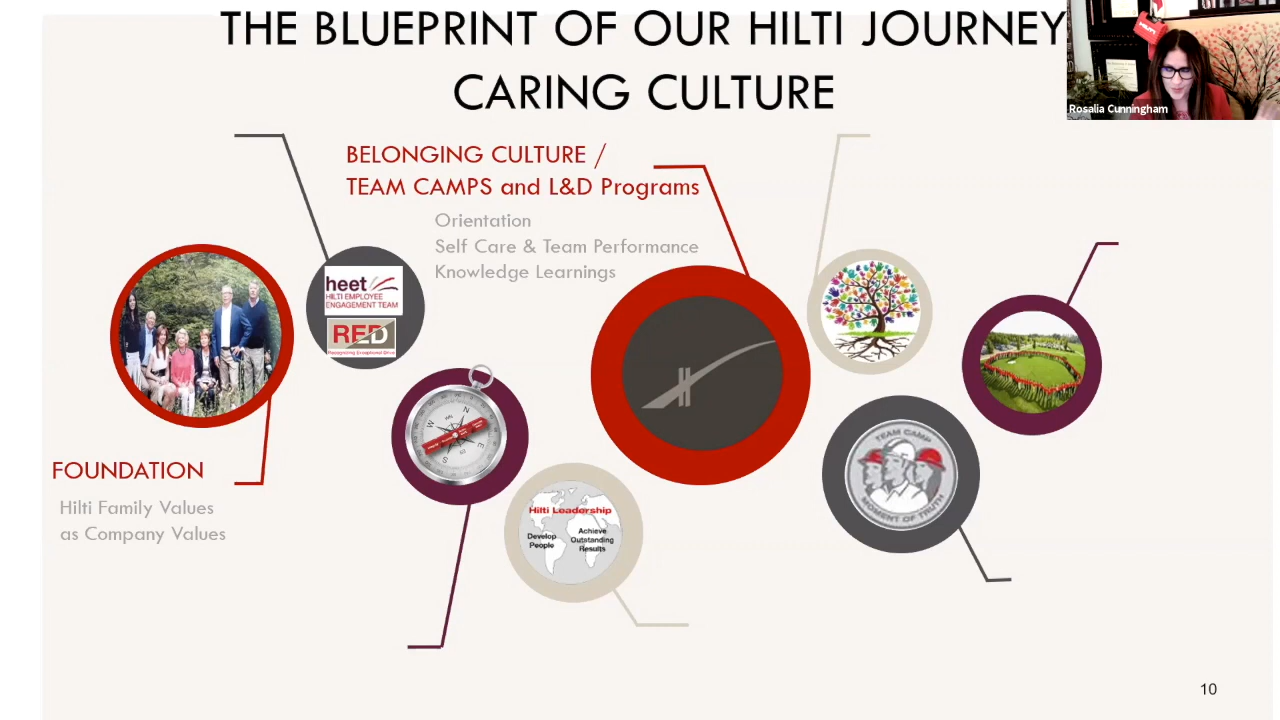 THE BLUEPRINT OF OUR HILTI JOURNEY
CARING CULTURE
Rosalia Cunningham
BELONGING CULTURE /
TEAM CAMPS and L&D Programs
Orientation
Self Care & Team Performance
Knowledge Learnings
heet
HILTI EMPLOYEE
ENGAGEMENT TEAM
RED
Recognizing Exceptional Drive
N
W
E
S
FOUNDATION
Hilti Family Values
as Company Values
Hilti Leadership
Develop
People
Achieve
Outstanding
Results
TEAM CAMP
MOMENT OF TRUTH
10